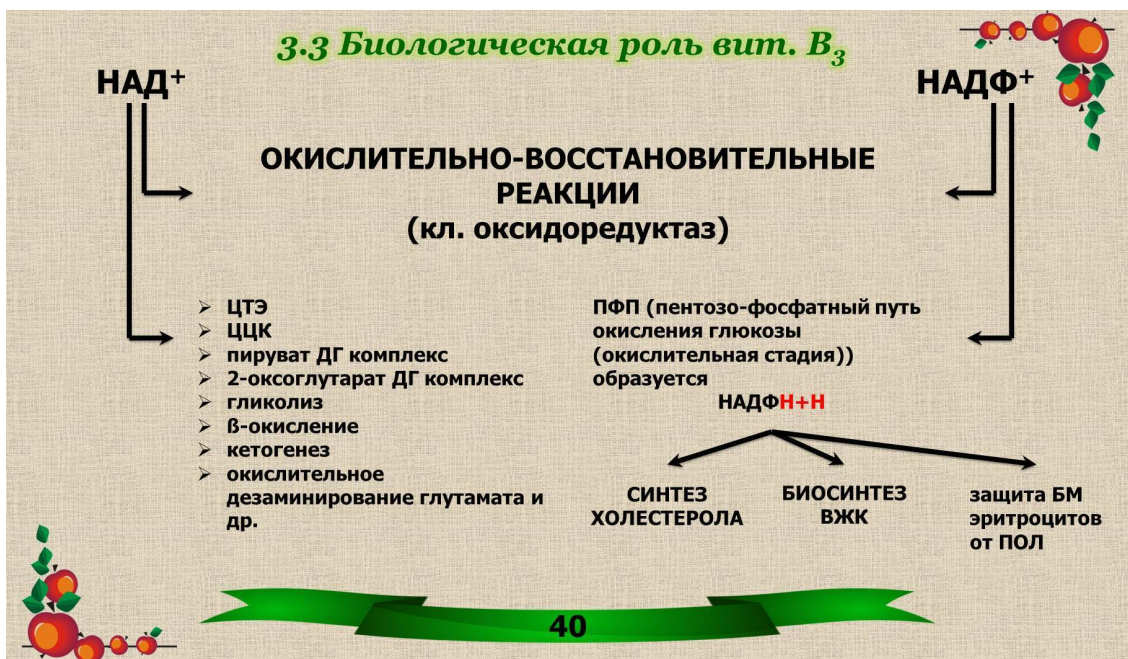 3.3 Биологическая роль вит. В3
НАД+
НАДФ+
ОКИСЛИТЕЛЬНО-ВОССТАНОВИТЕЛЬНЫЕ
РЕАКЦИИ
(кл. оксидоредуктаз)
➢ ЦТЭ
➢ ЦЦК
➢ пируват ДГ комплекс
➢ 2-оксоглутарат ДГ комплекс
➢ гликолиз
➢ ß-окисление
➢ кетогенез
➢ окислительное
дезаминирование глутамата и
др.
ПФП (пентозо-фосфатный путь
окисления глюкозы
(окислительная стадия))
образуется
НАДФН+Н
СИНТЕЗ
ХОЛЕСТЕРОЛА
БИОСИНТЕЗ
ВЖК
защита БМ
эритроцитов
от ПОЛ
40